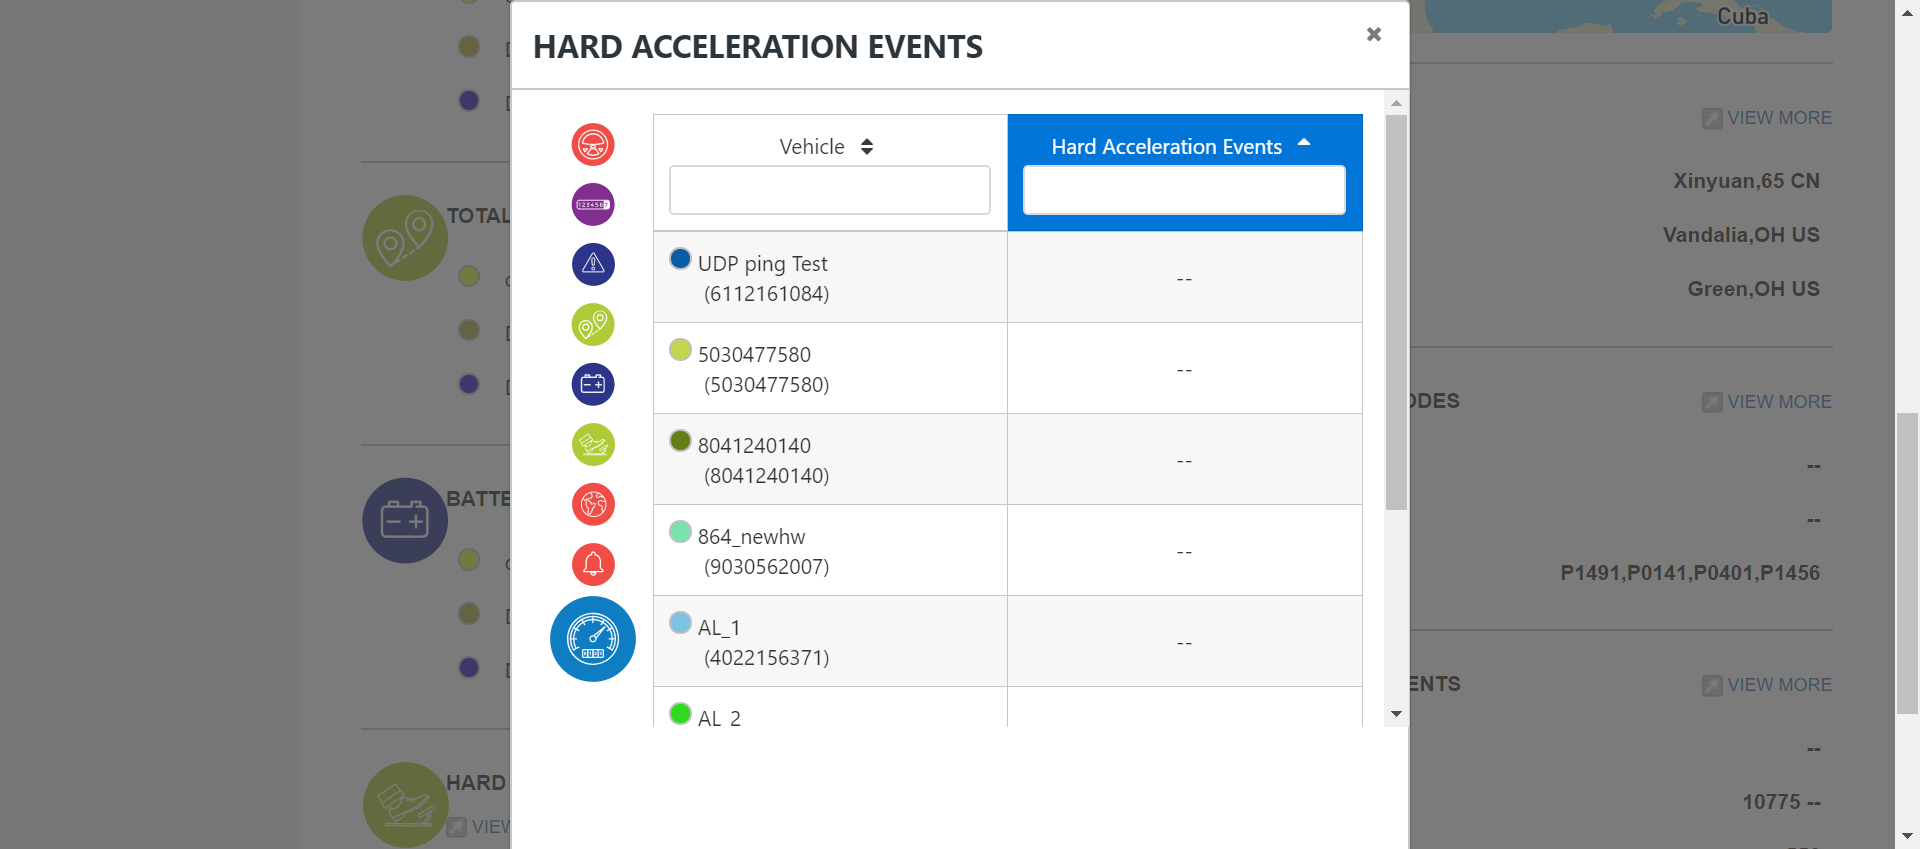 Cuba
HARD ACCELERATION EVENTS
VIEW MORE
Xinyuan,65 CN
Vandalia,OH US
Green,OH US
TOTAL
BATTE
HARD
VIEW
Vehicle
Hard Acceleration Events
UDP ping Test
(6112161084)
--
5030477580
(5030477580)
--
8041240140
(8041240140)
--
864_newhw
(9030562007)
--
AL_1
(4022156371)
--
AL_2
ODES
VIEW MORE
--
--
P1491,P0141,P0401,P1456
ENTS
VIEW MORE
--
10775 --